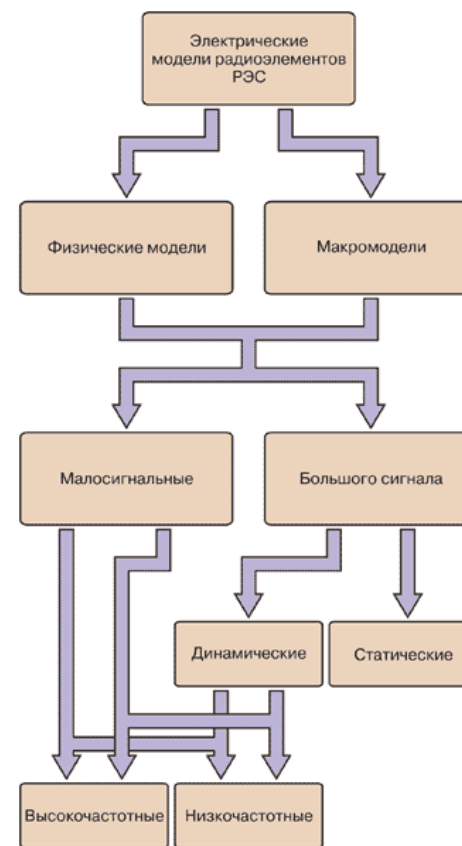 Электрические
модели радиоэлементов
РЭС
Физические модели
Макромодели
Малосигнальные
Большого сигнала
Динамические
Статические
Высокочастотные
Низкочастотные